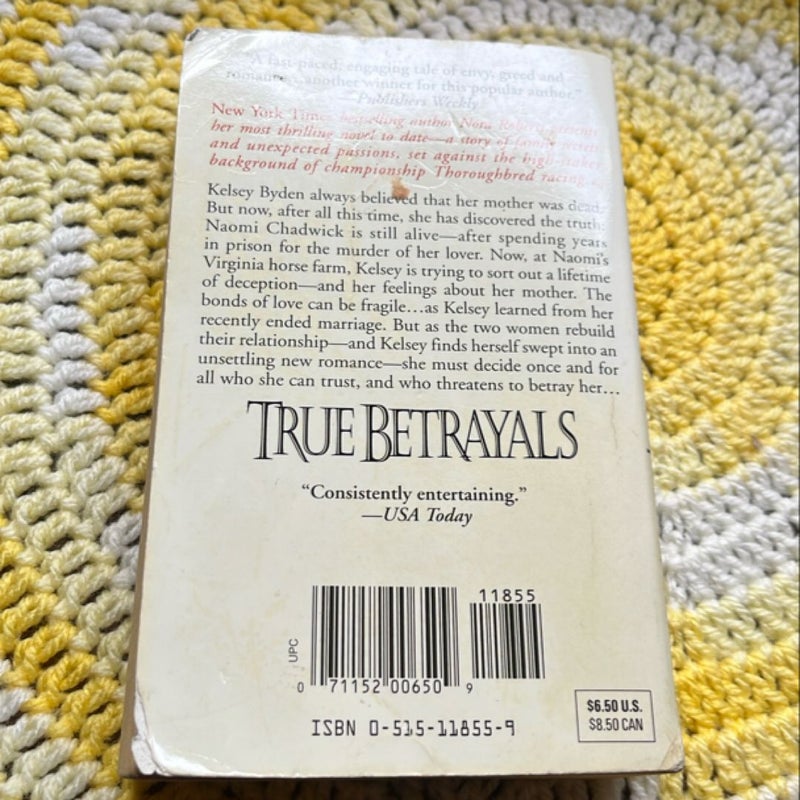 "A fast-paced, engaging tale of envy, greed and
romance... another winner for this popular author."
—Publishers Weekly
New York Times bestselling author Nora Roberts presents
her most thrilling novel to date—a story of family secrets
and unexpected passions, set against the high-stakes
background of championship Thoroughbred racing...
Kelsey Byden always believed that her mother was dead.
But now, after all this time, she has discovered the truth:
Naomi Chadwick is still alive—after spending years
in prison for the murder of her lover. Now, at Naomi's
Virginia horse farm, Kelsey is trying to sort out a lifetime
of deception—and her feelings about her mother. The
bonds of love can be fragile...as Kelsey learned from her
recently ended marriage. But as the two women rebuild
their relationship—and Kelsey finds herself swept into an
unsettling new romance—she must decide once and for
all who she can trust, and who threatens to betray her...
TRUE BETRAYALS
"Consistently entertaining."
—USA Today
11855
UPC
0 71152 00650 9
ISBN 0-515-11855-9
$6.50 U.S.
$8.50 CAN